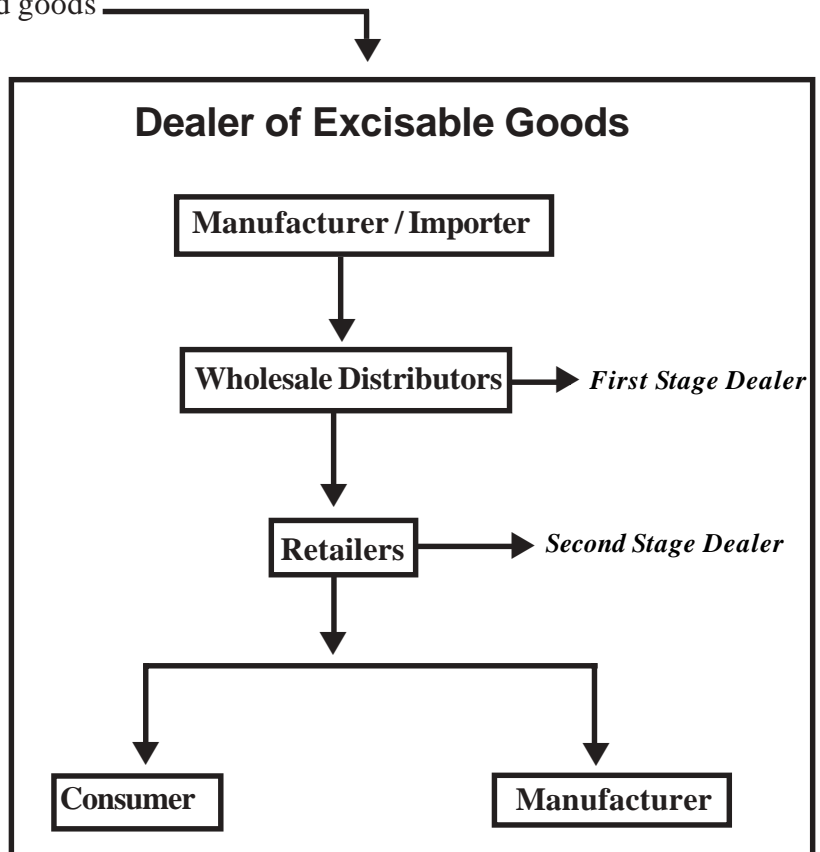 goods
Dealer of Excisable Goods
Manufacturer / Importer
Wholesale Distributors
First Stage Dealer
Retailers
Second Stage Dealer
Consumer
Manufacturer